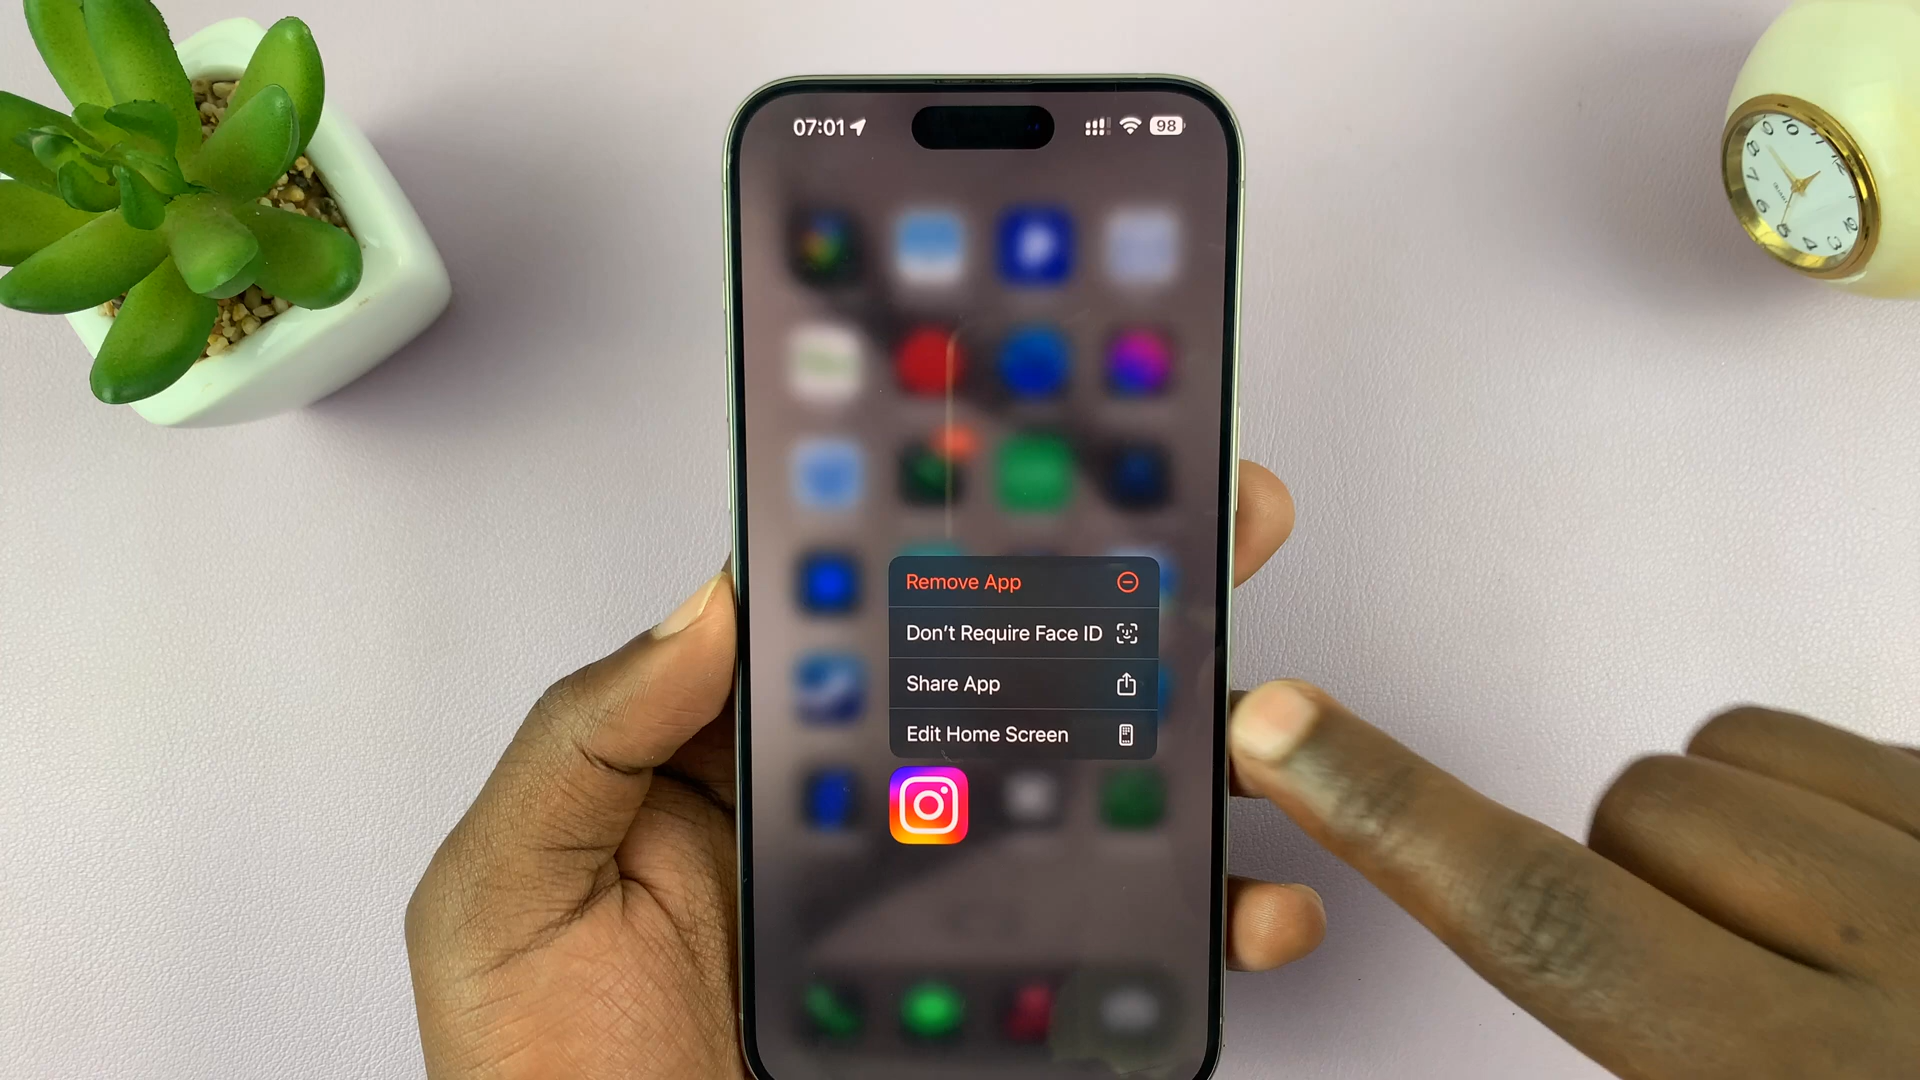 07:01
98
Remove App
Don't Require Face ID
Share App
Edit Home Screen